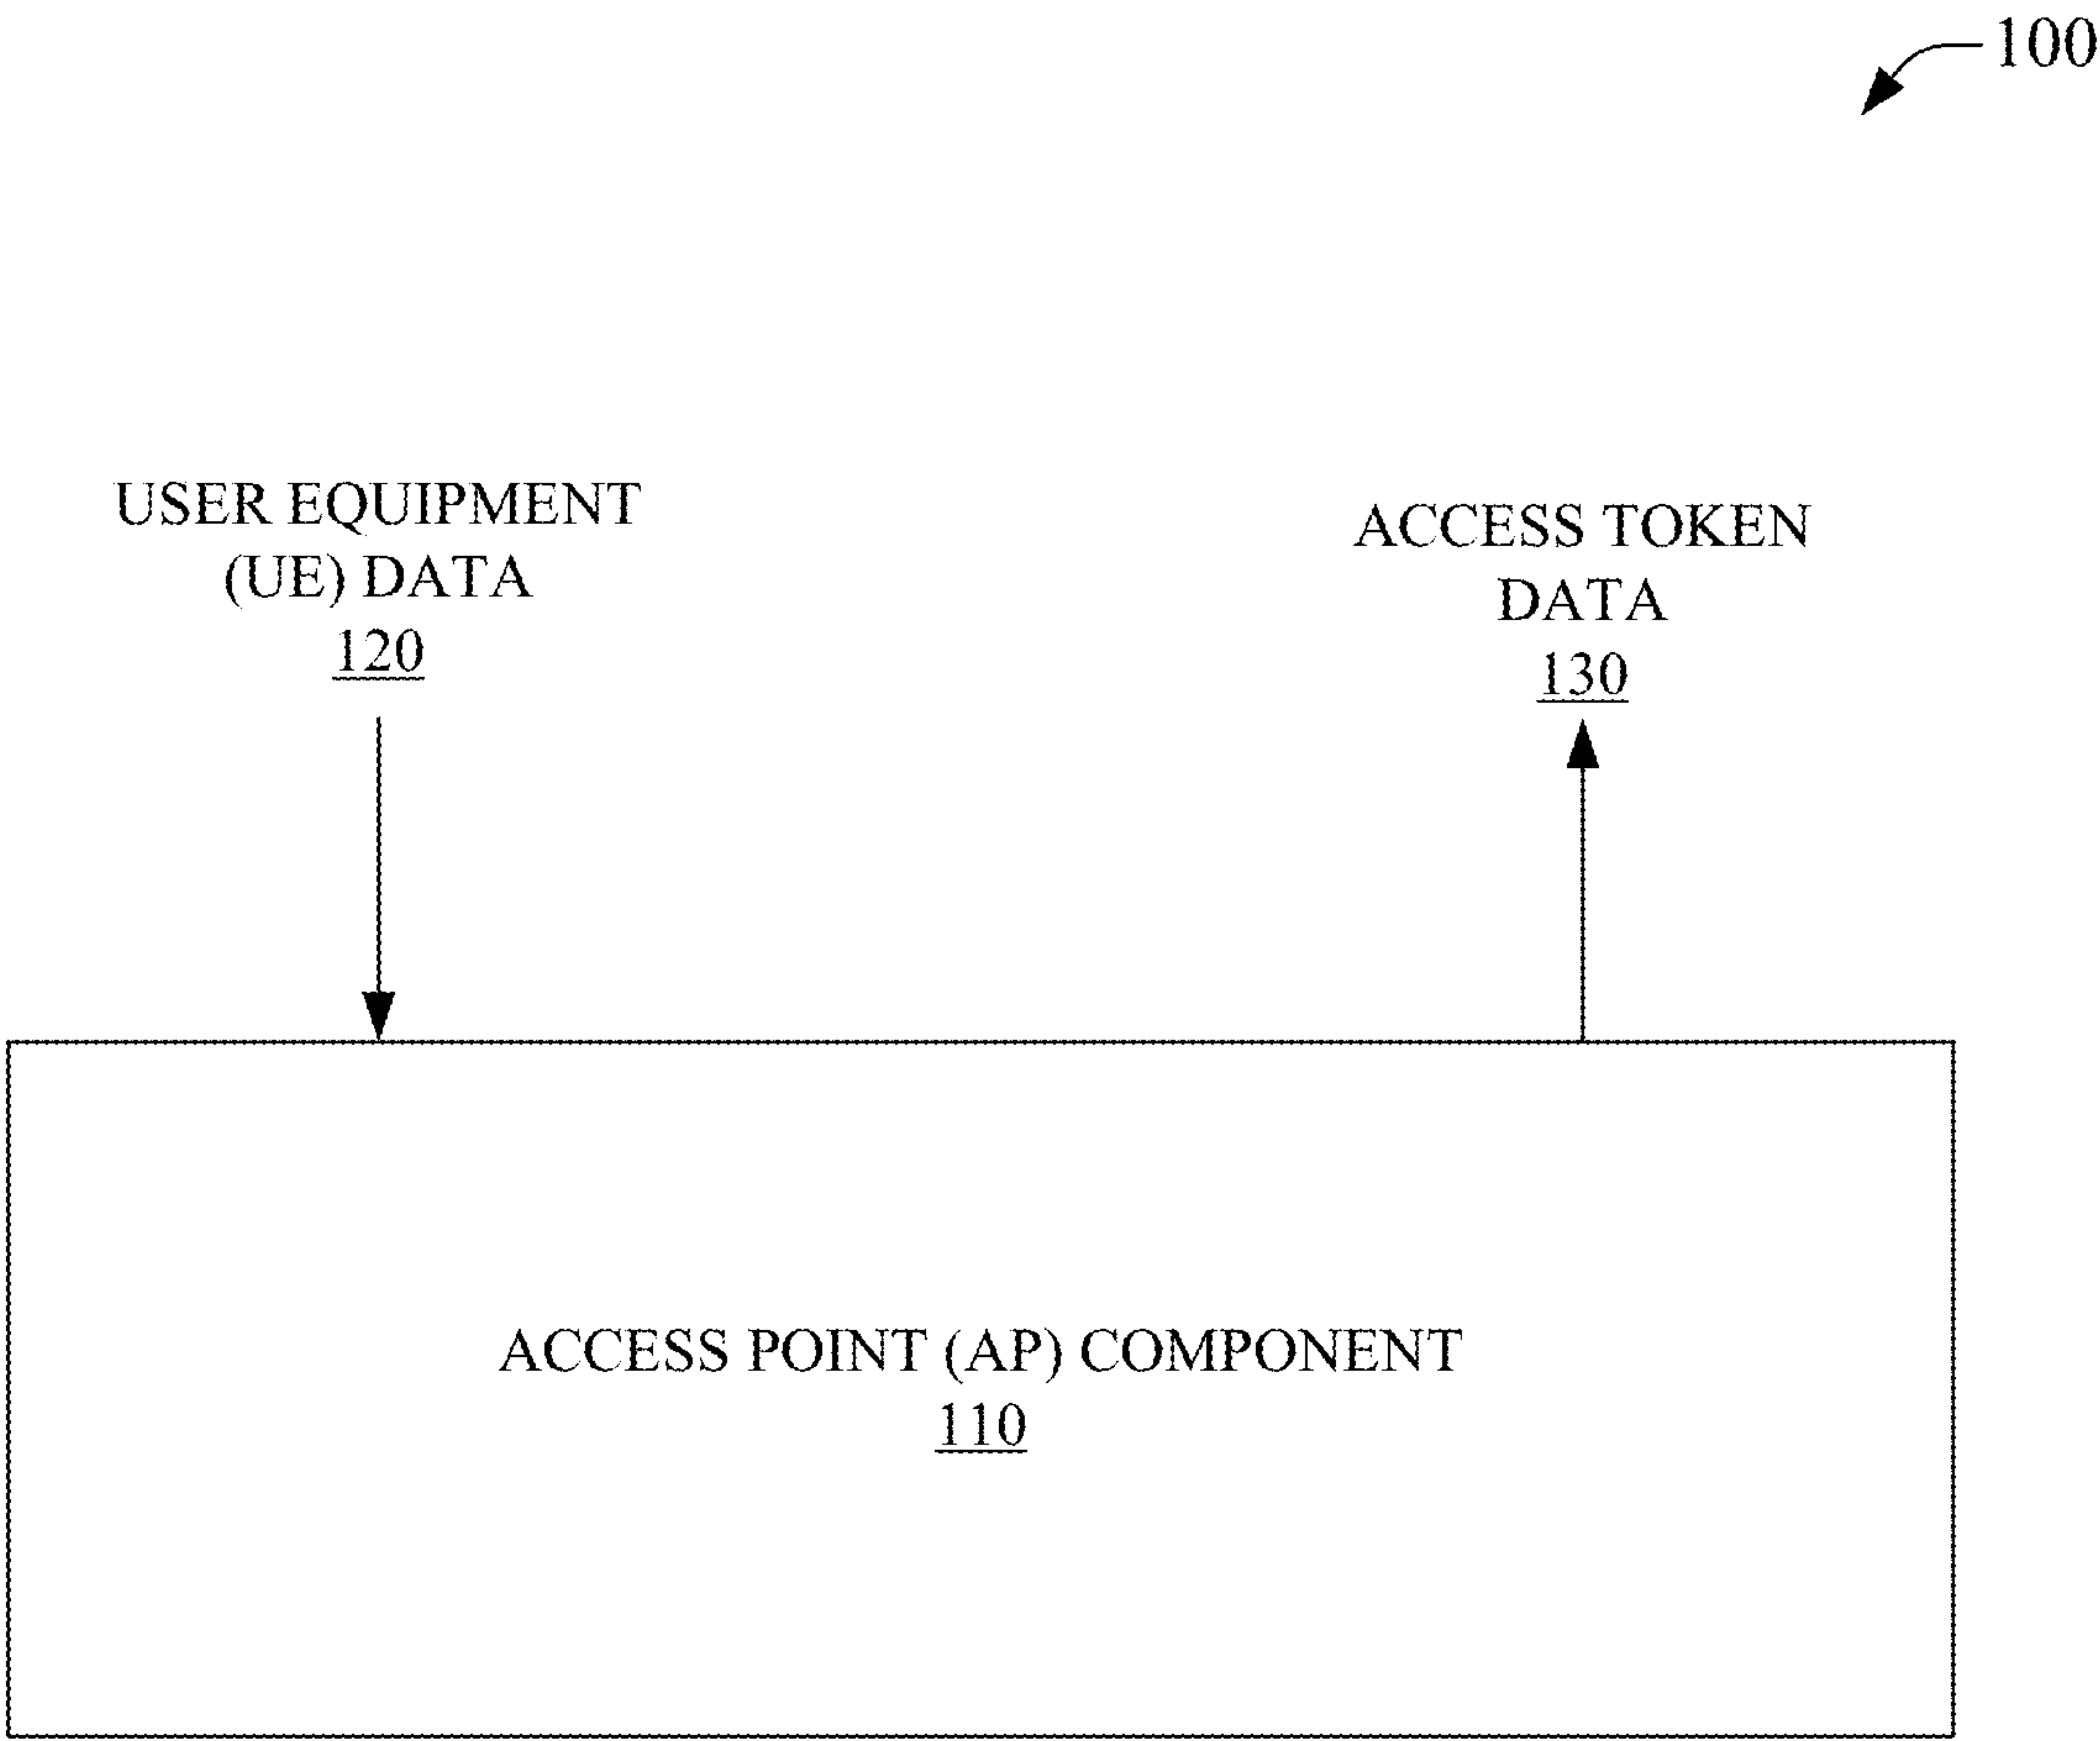 100
USER EQUIPMENT
(UE) DATA
120
ACCESS TOKEN
DATA
130
ACCESS POINT (AP) COMPONENT
110